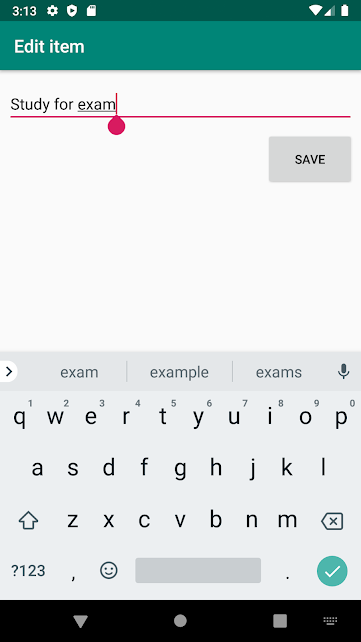 3:13
Edit item
Study for exam
SAVE
exam example exams
1 2 3 4 5 6 7 8 9 0
q w e r t y u i o p
a s d f g h j k l
z x c v b n m
?123 , .